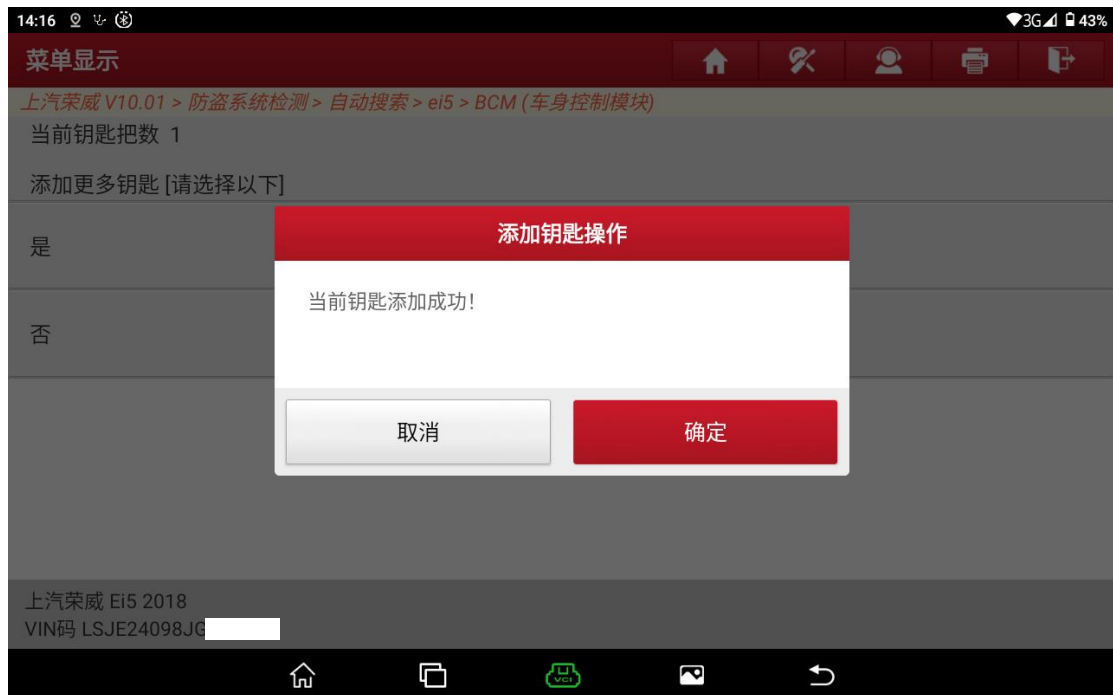 14:16
3G 43%
菜单显示
上汽荣威 V10.01 > 防盗系统检测 > 自动搜索 > ei5 > BCM (车身控制模块)
当前钥匙把数 1
添加更多钥匙 [请选择以下]
是
否
添加钥匙操作
当前钥匙添加成功!
取消
确定
上汽荣威 Ei5 2018
VIN码 LSJE24098JG
VCI